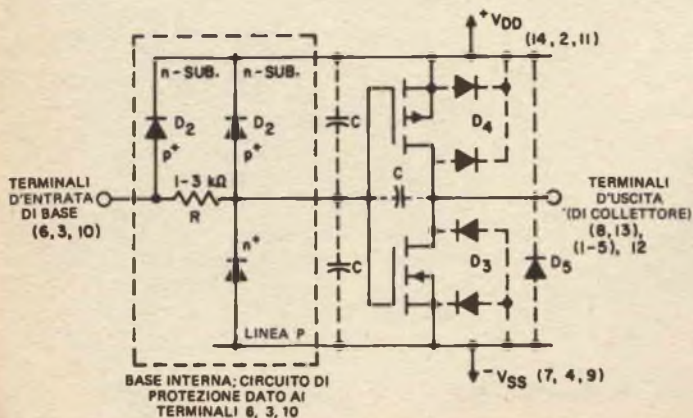 + VDD
(14, 2, 11)
n-SUB. n-SUB.
D2 D2 C D4
p+ p+
1-3 kΩ
TERMINALI
D'ENTRATA
DI BASE
(6, 3, 10)
R
C
TERMINALI
D'USCITA
(DI COLLETTORE)
(8, 13),
(1-5), 12
n+ C D3 D5
LINEA P
- VSS (7, 4, 9)
BASE INTERNA; CIRCUITO DI
PROTEZIONE DATO AI
TERMINALI 6, 3, 10